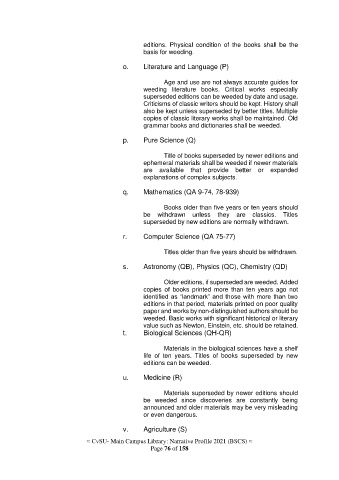 editions. Physical condition of the books shall be the
basis for weeding.
o. Literature and Language (P)
Age and use are not always accurate guides for
weeding literature books. Critical works especially
superseded editions can be weeded by date and usage.
Criticisms of classic writers should be kept. History shall
also be kept unless superseded by better titles. Multiple
copies of classic literary works shall be maintained. Old
grammar books and dictionaries shall be weeded.
p. Pure Science (Q)
Title of books superseded by newer editions and
ephemeral materials shall be weeded if newer materials
are available that provide better or expanded
explanations of complex subjects.
q. Mathematics (QA 9-74, 78-939)
Books older than five years or ten years should
be withdrawn unless they are classics. Titles
superseded by new editions are normally withdrawn.
r. Computer Science (QA 75-77)
Titles older than five years should be withdrawn.
s. Astronomy (QB), Physics (QC), Chemistry (QD)
Older editions, if superseded are weeded. Added
copies of books printed more than ten years ago not
identified as "landmark" and those with more than two
editions in that period, materials printed on poor quality
paper and works by non-distinguished authors should be
weeded. Basic works with significant historical or literary
value such as Newton, Einstein, etc. should be retained.
t. Biological Sciences (QH-QR)
Materials in the biological sciences have a shelf
life of ten years. Titles of books superseded by new
editions can be weeded.
u. Medicine (R)
Materials superseded by newer editions should
be weeded since discoveries are constantly being
announced and older materials may be very misleading
or even dangerous.
v. Agriculture (S)
= CvSU- Main Campus Library: Narrative Profile 2021 (BSCS) =
Page 76 of 158